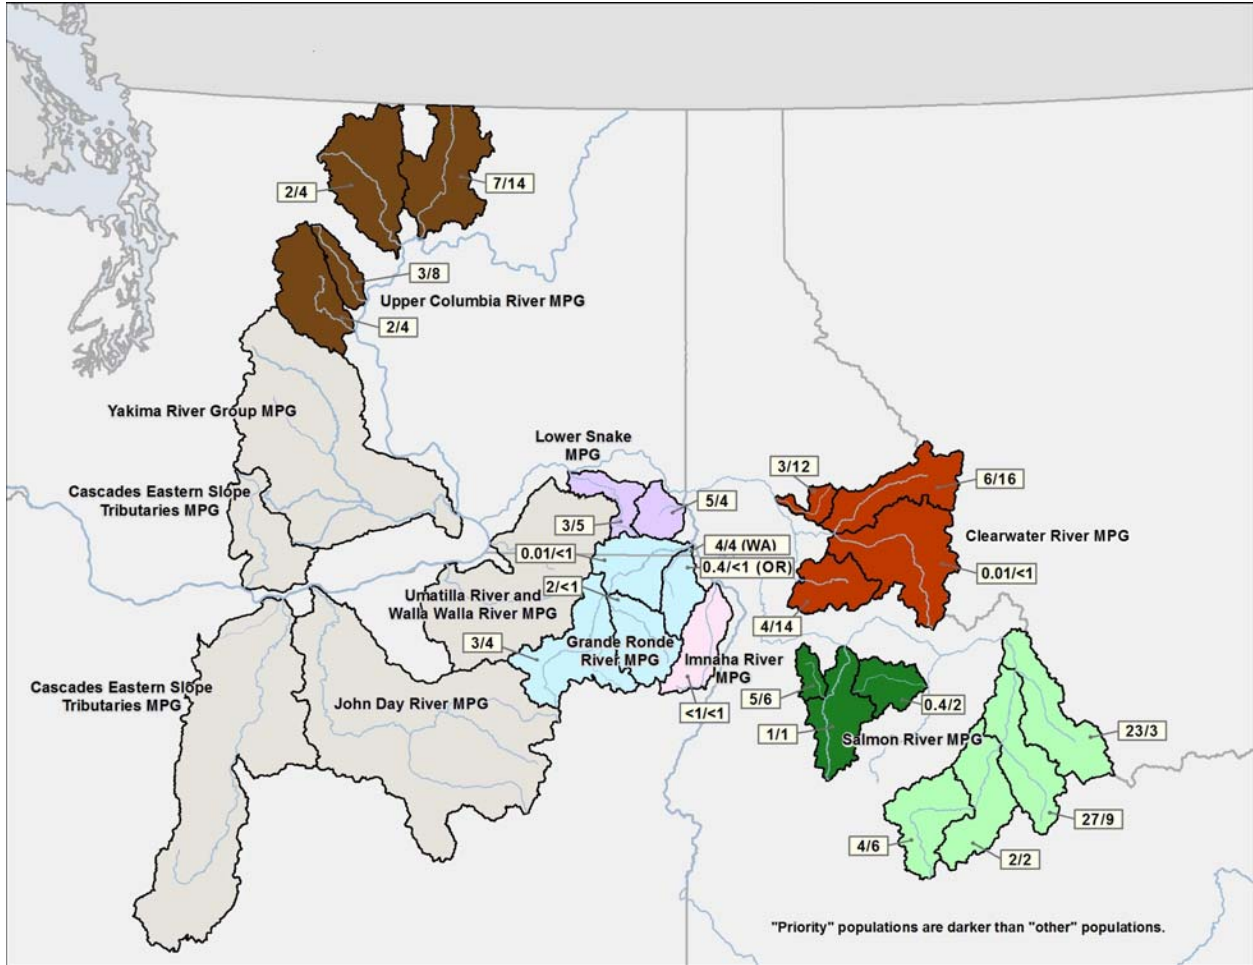 2/4
7/14
3/8
Upper Columbia River MPG
2/4
Yakima River Group MPG
Lower Snake
MPG
3/12
6/16
Cascades Eastern Slope
Tributaries MPG
5/4
3/5
Clearwater River MPG
4/4 (WA)
0.01/<1
0.4/<1 (OR)
0.01/<1
2/<1
Umatilla River and
Walla Walla River MPG
4/14
3/4
Grande Ronde
River MPG
Imnaha River
MPG
Cascades Eastern Slope
Tributaries MPG
John Day River MPG
5/6
0.4/2
<1/<1
1/1
Salmon River MPG
23/3
27/9
4/6
2/2
"Priority" populations are darker than "other" populations.